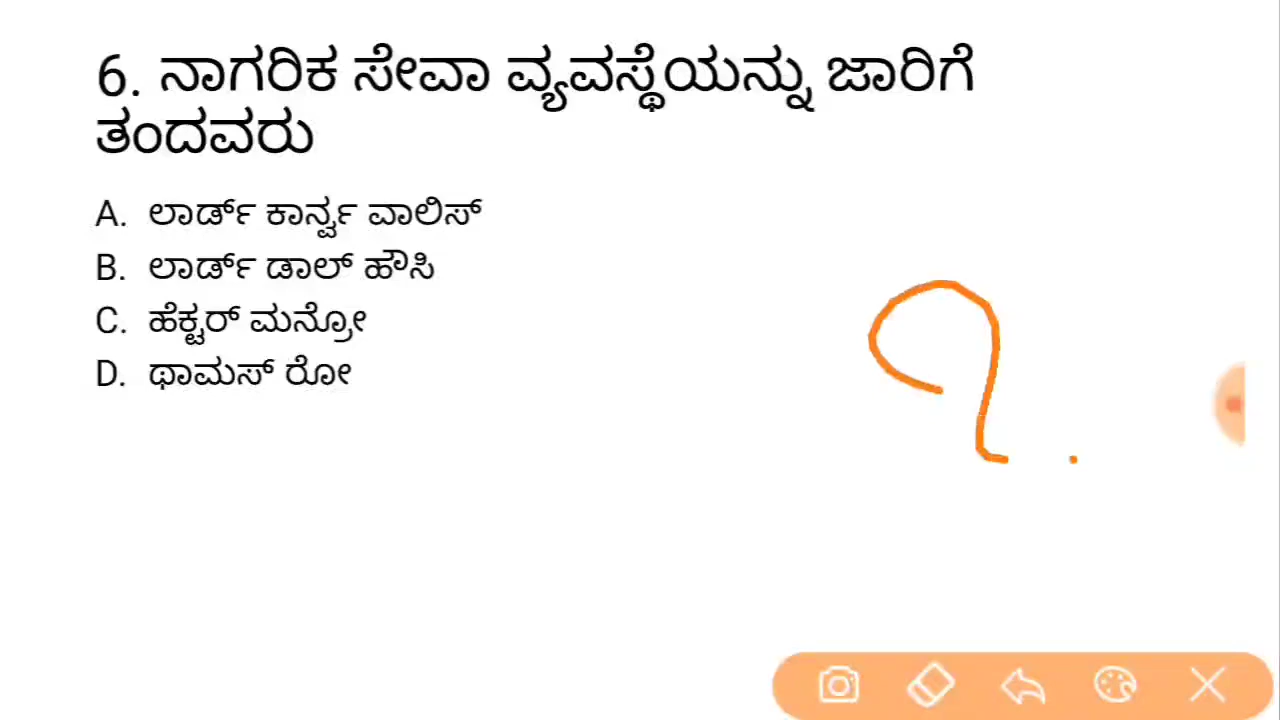 6. ನಾಗರಿಕ ಸೇವಾ ವ್ಯವಸ್ಥೆಯನ್ನು ಜಾರಿಗೆ
ತಂದವರು
A. ಲಾರ್ಡ್ ಕಾರ್ನ್ವ ವಾಲಿಸ್
B. ಲಾರ್ಡ್ ಡಾಲ್ ಹೌಸಿ
C. ಹೆಕ್ಟರ್ ಮನ್ರೋ
D. ಥಾಮಸ್ ರೋ